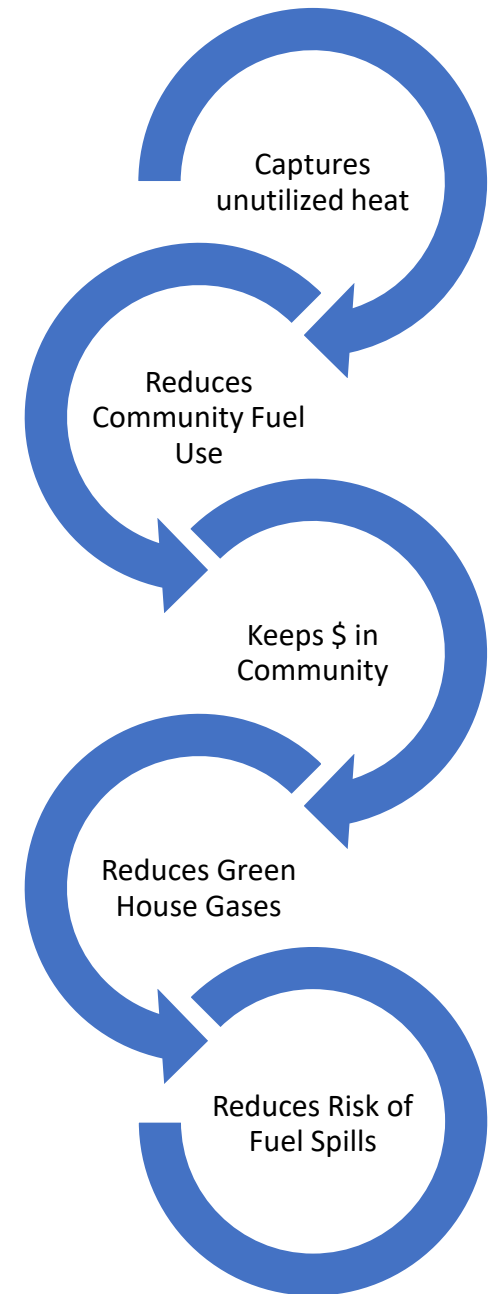 Captures
unutilized heat
Reduces
Community Fuel
Use
Keeps $ in
Community
Reduces Green
House Gases
Reduces Risk of
Fuel Spills